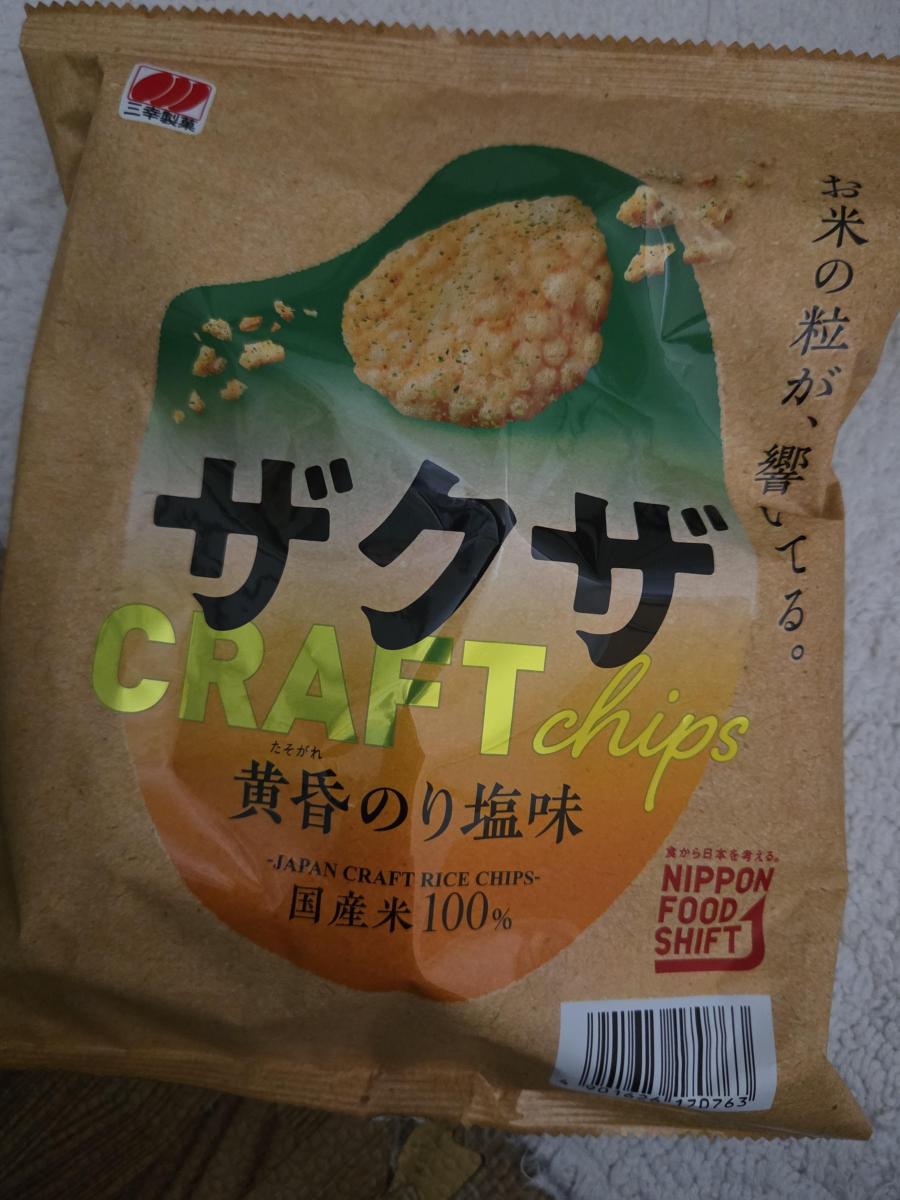 三幸製菓
お米の粒が、響いてる。
ザクザ
CRAFT
chips
たそがれ
黄昏のり塩味
-JAPAN CRAFT RICE CHIPS-
国産米100%
食から日本を考える。
NIPPON
FOOD
SHIFT